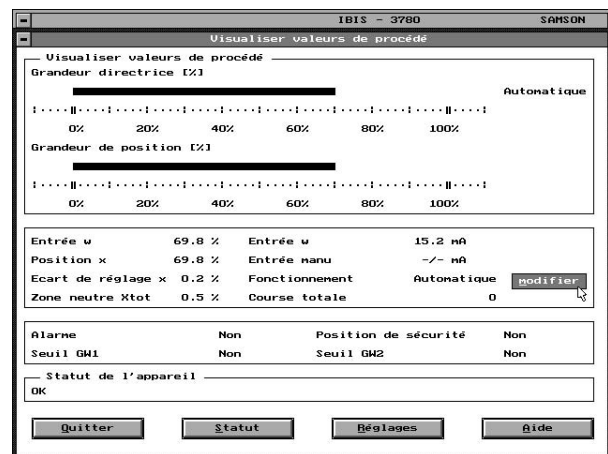 IBIS - 3780 SAMSON
Visualiser valeurs de procédé
Visualiser valeurs de procédé
Grandeur directrice [%]
Automatique
0% 20% 40% 60% 80% 100%
Grandeur de position [%]
0% 20% 40% 60% 80% 100%
Entrée w 69.8 % Entrée w 15.2 mA
Position x 69.8 % Entrée manu -/- mA
Ecart de réglage x 0.2 % Fonctionnement Automatique modifier
Zone neutre Xtot 0.5 % Course totale 0
Alarme Non Position de sécurité Non
Seuil GW1 Non Seuil GW2 Non
Statut de l'appareil
OK
Quitter Statut Réglages Aide